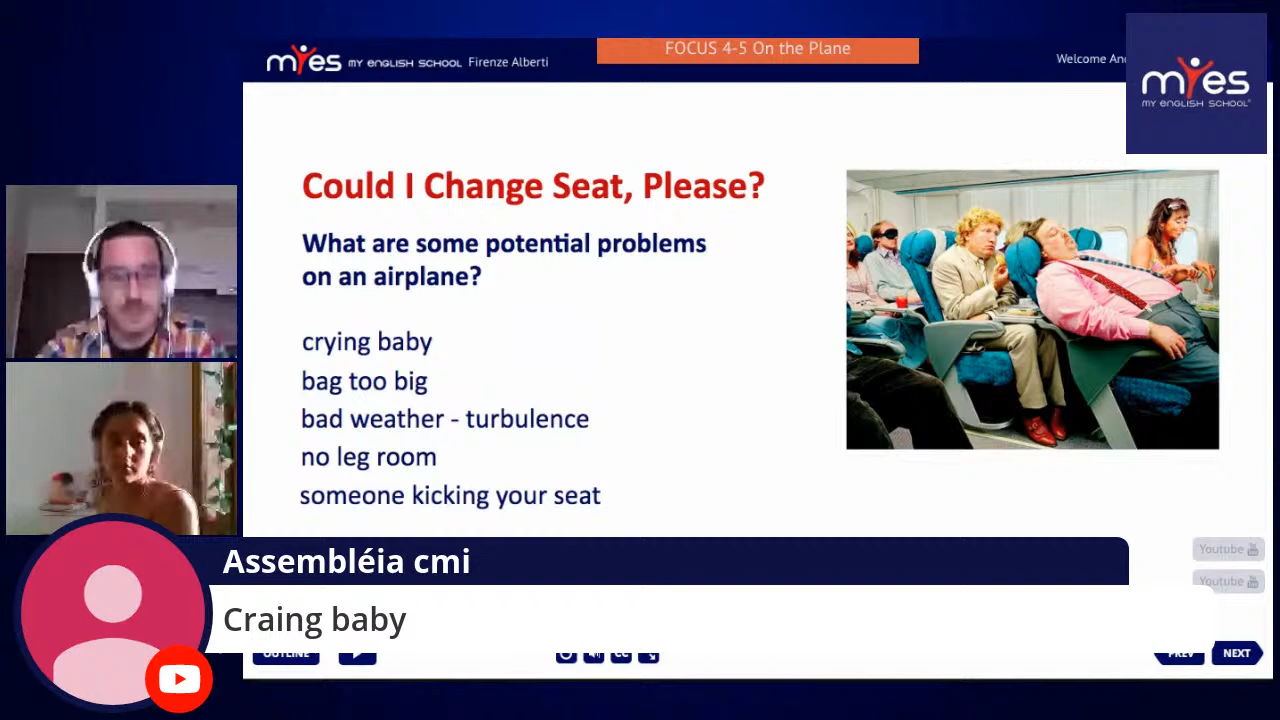 myes MY ENGLISH SCHOOL Firenze Alberti
FOCUS 4-5 On the Plane
Welcome And
myes
MY ENGLISH SCHOOL
Could I Change Seat, Please?
What are some potential problems
on an airplane?
crying baby
bag too big
bad weather - turbulence
no leg room
someone kicking your seat
Youtube
Youtube
Assembléia cmi
Craing baby
OUTLINE
CC
PREV
NEXT